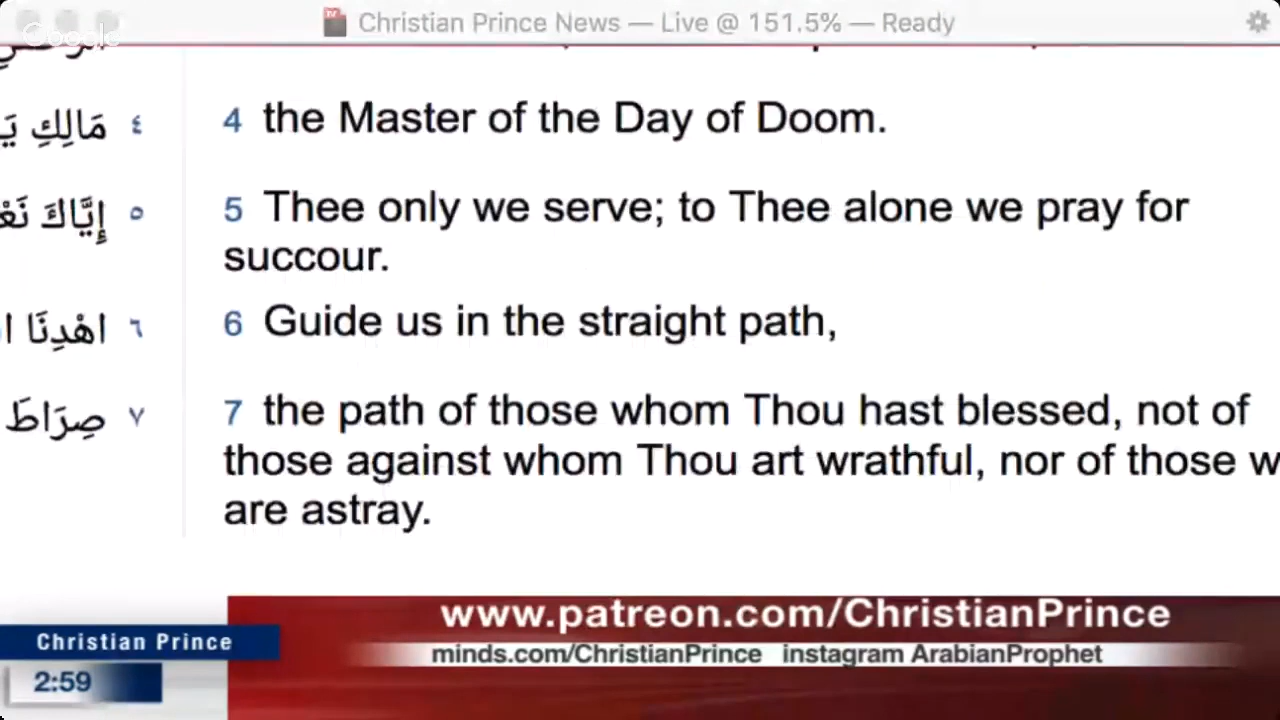 Google
Christian Prince News — Live @ 151.5% — Ready
٤ مَالِكِ
4 the Master of the Day of Doom.
٥ إِيَّاكَ
5 Thee only we serve; to Thee alone we pray for
succour.
٦ اهْدِنَا
6 Guide us in the straight path,
٧ صِرَاطَ
7 the path of those whom Thou hast blessed, not of
those against whom Thou art wrathful, nor of those
are astray.
www.patreon.com/ChristianPrince
Christian Prince
minds.com/ChristianPrince instagram ArabianProphet
2:59